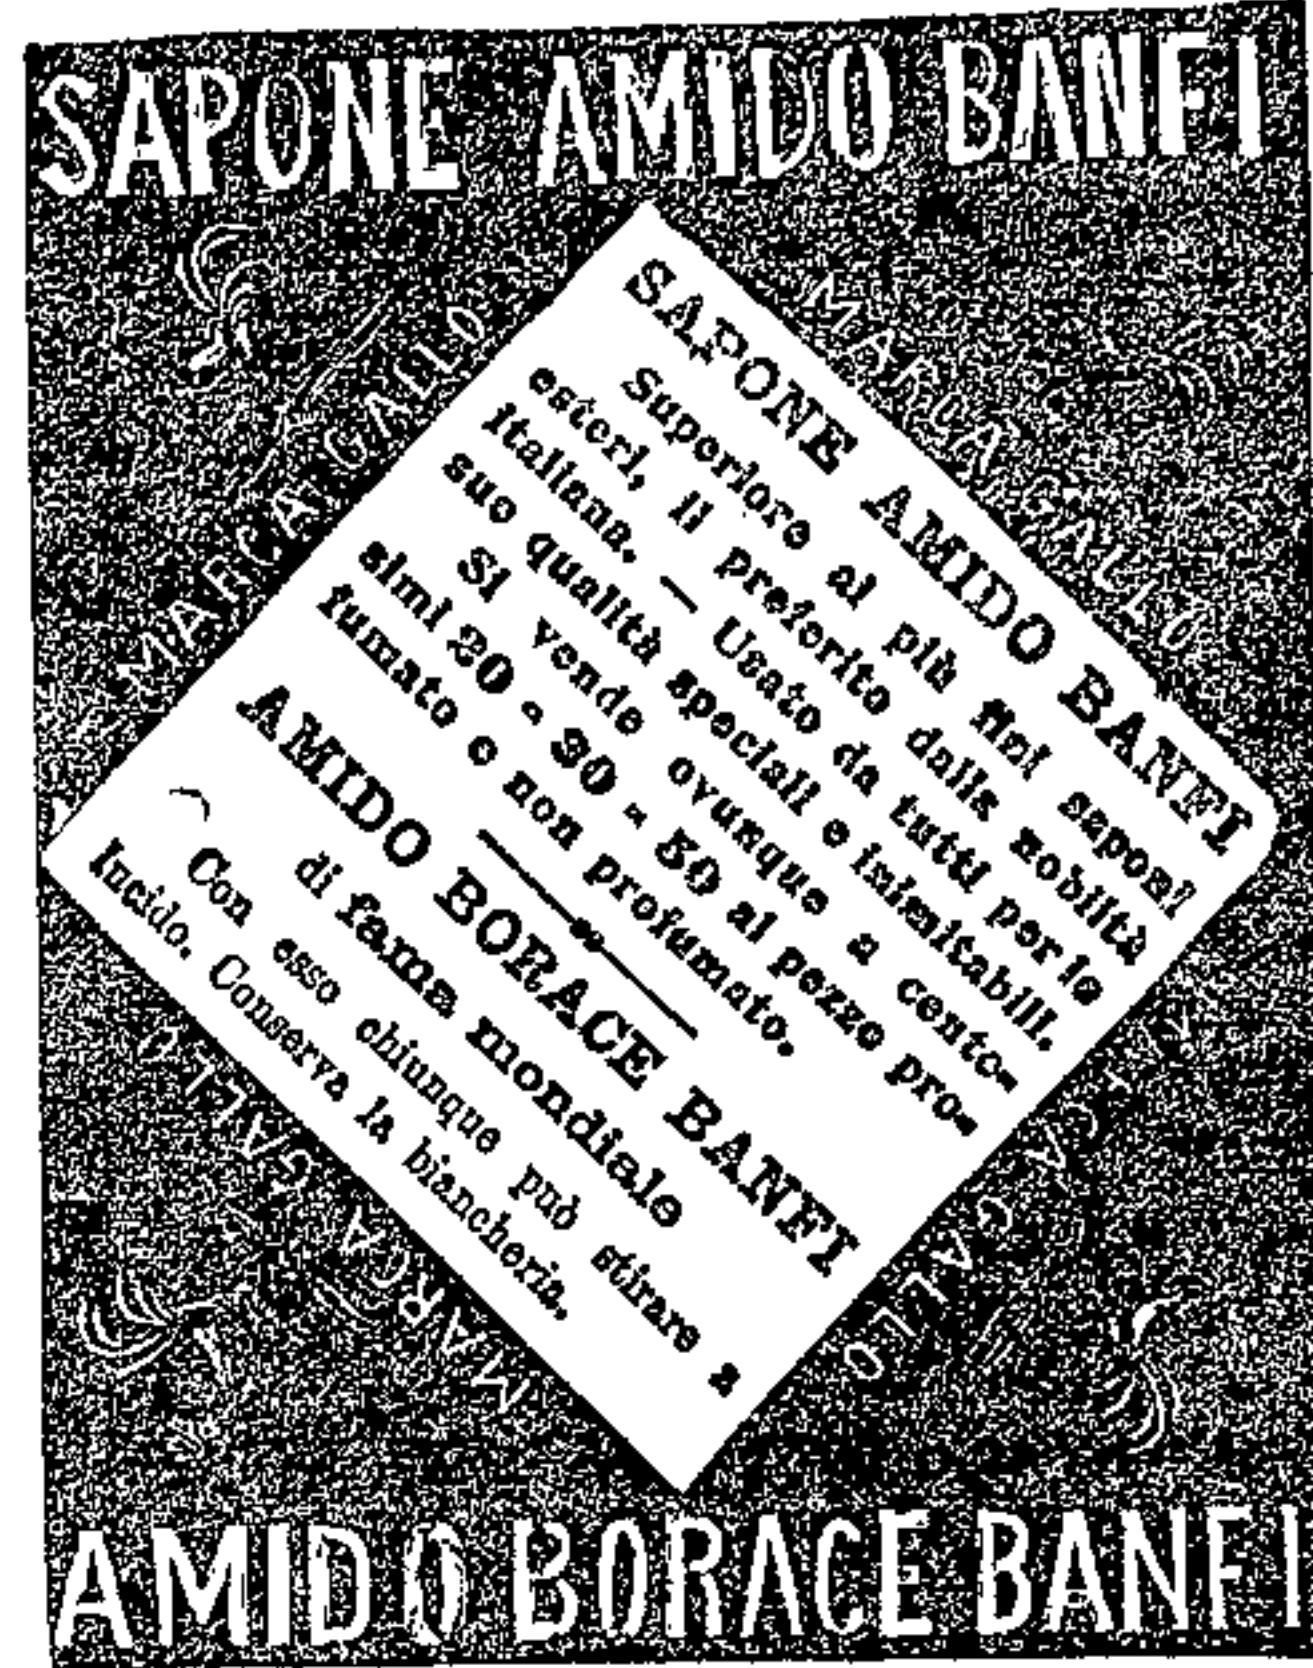 SAPONE AMIDO BANFI
MARCA GALLO
MARCA GALLO
SAPONE AMIDO BANFI
Superiore ai più fini saponi
esteri, il preferito dalla nobiltà
italiana. — Usato da tutti per le
sue qualità speciali e inimitabili.
Si vende ovunque a cente-
simi 20 - 30 - 50 al pezzo pro-
fumato e non profumato.
AMIDO BORACE BANFI
di fama mondiale
Con esso chiunque può stirare a
lucido. Conserva la biancheria.
MARCA GALLO
MARCA GALLO
AMIDO BORACE BANFI